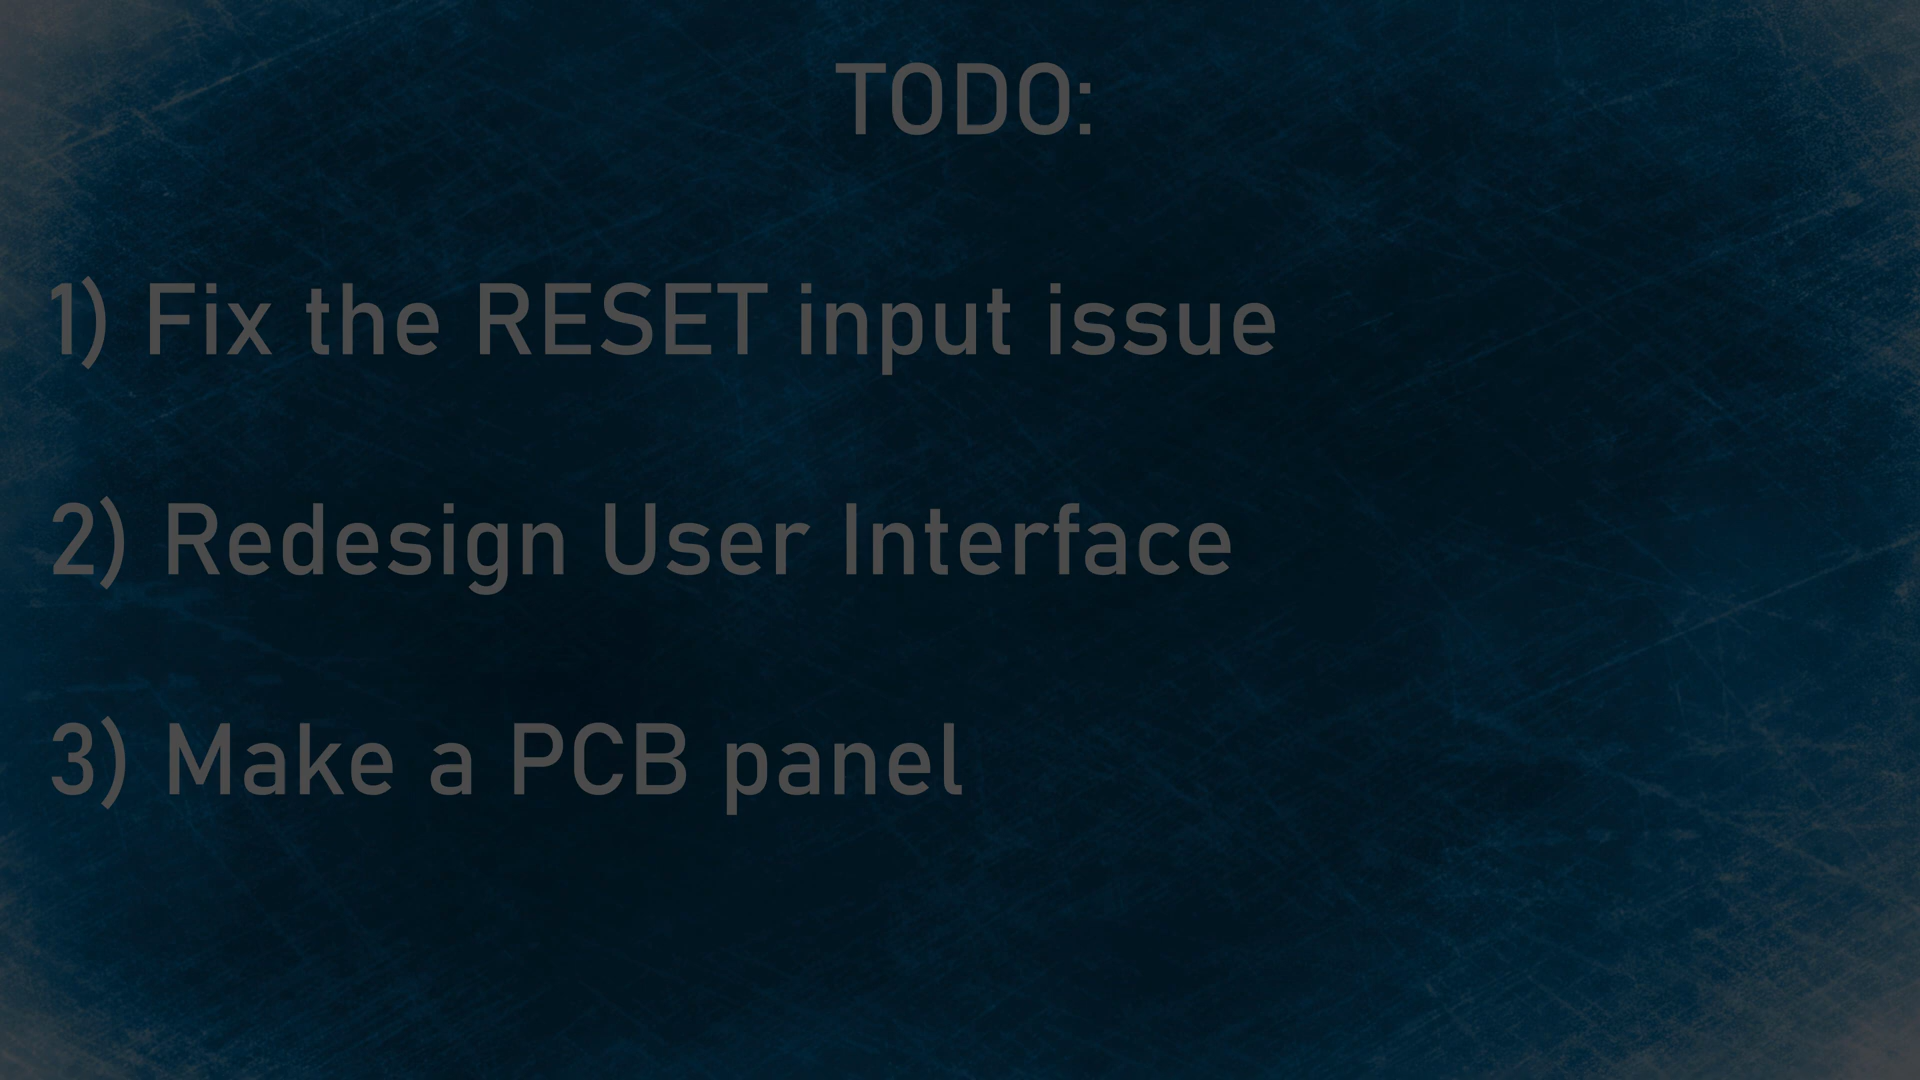 TODO:
1) Fix the RESET input issue
2) Redesign User Interface
3) Make a PCB panel